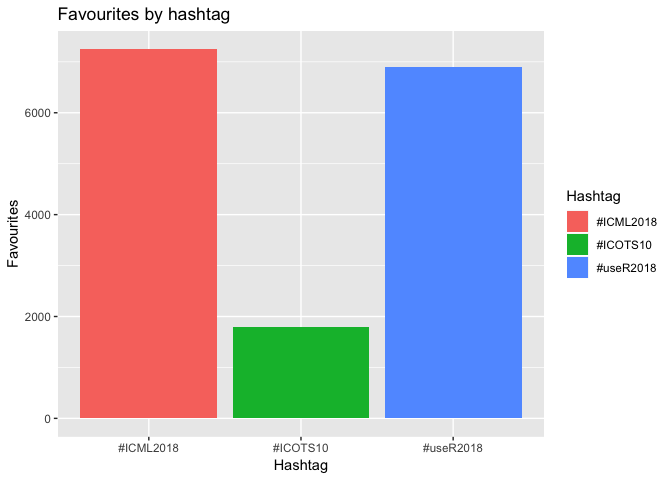 Favourites by hashtag
Favourites
6000
4000
2000
0
#ICML2018
#ICOTS10
#useR2018
Hashtag
Hashtag
#ICML2018
#ICOTS10
#useR2018